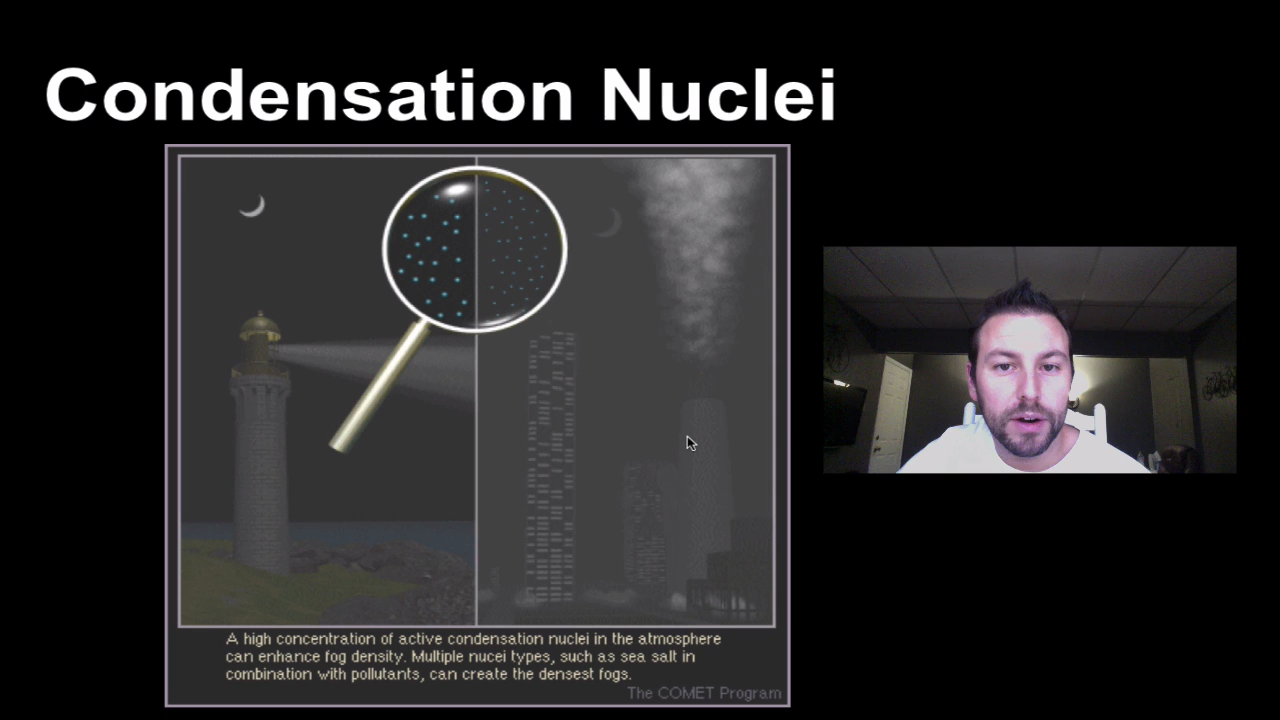 Condensation Nuclei
A high concentration of active condensation nuclei in the atmosphere
can enhance fog density. Multiple nucei types, such as sea salt in
combination with pollutants, can create the densest fogs.
The COMET Program